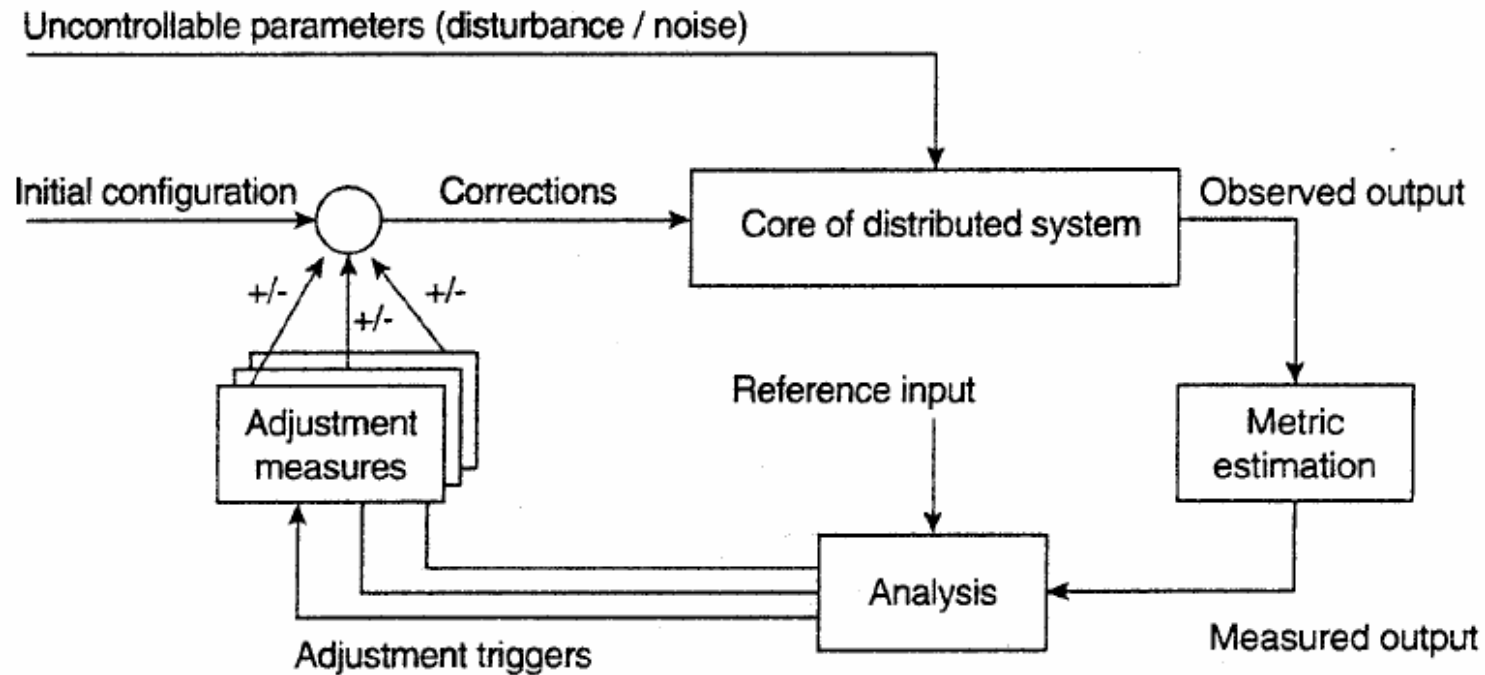 Uncontrollable parameters (disturbance / noise)
Initial configuration
Corrections
Core of distributed system
Observed output
+/-
+/-
+/-
Reference input
Adjustment
measures
Metric
estimation
Analysis
Adjustment triggers
Measured output